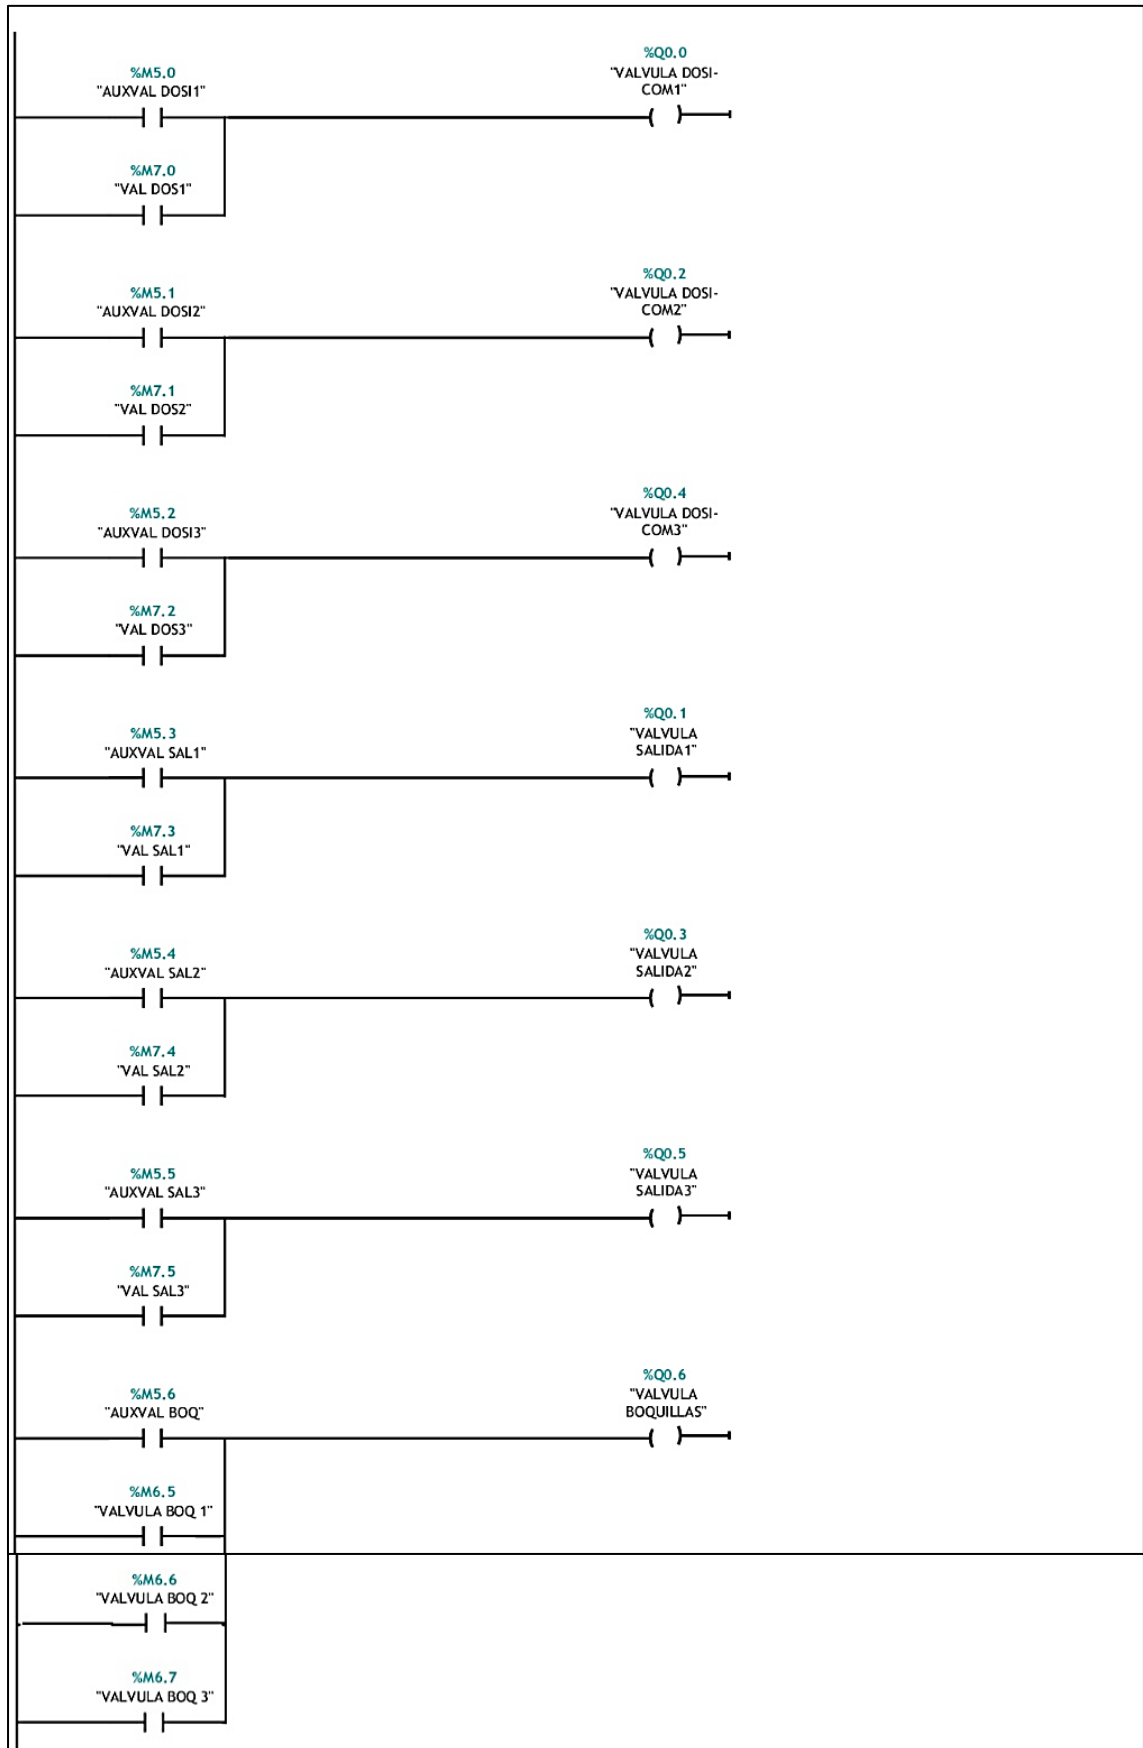 %M5.0
"AUXVAL DOSI1"
%Q0.0
"VALVULA DOSI-
COM1"
%M7.0
"VAL DOS1"
%M5.1
"AUXVAL DOSI2"
%Q0.2
"VALVULA DOSI-
COM2"
%M7.1
"VAL DOS2"
%M5.2
"AUXVAL DOSI3"
%Q0.4
"VALVULA DOSI-
COM3"
%M7.2
"VAL DOS3"
%M5.3
"AUXVAL SAL1"
%Q0.1
"VALVULA
SALIDA1"
%M7.3
"VAL SAL1"
%M5.4
"AUXVAL SAL2"
%Q0.3
"VALVULA
SALIDA2"
%M7.4
"VAL SAL2"
%M5.5
"AUXVAL SAL3"
%Q0.5
"VALVULA
SALIDA3"
%M7.5
"VAL SAL3"
%M5.6
"AUXVAL BOQ"
%Q0.6
"VALVULA
BOQUILLAS"
%M6.5
"VALVULA BOQ 1"
%M6.6
"VALVULA BOQ 2"
%M6.7
"VALVULA BOQ 3"